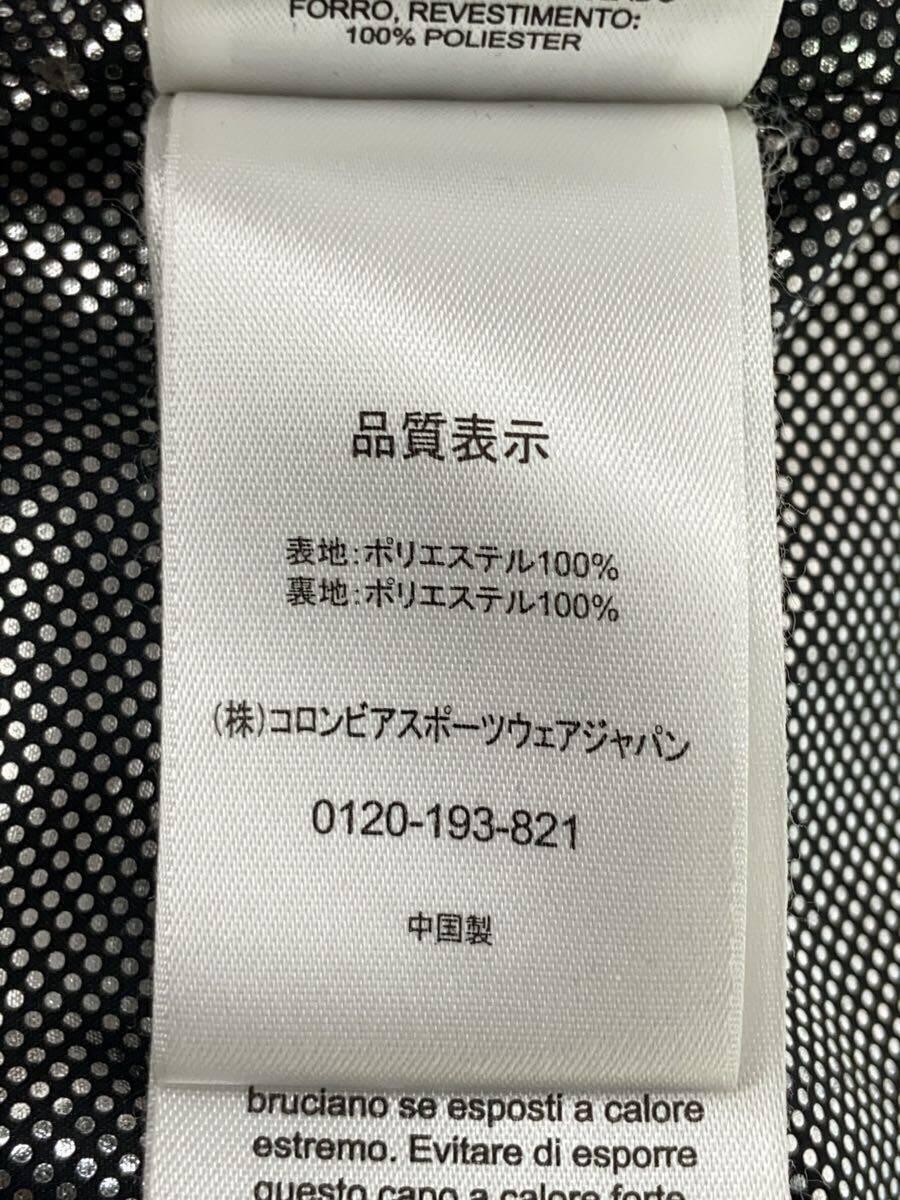 FORRO, REVESTIMENTO:
100% POLIESTER
品質表示
表地:ポリエステル100%
裏地:ポリエステル100%
(株)コロンビアスポーツウェアジャパン
0120-193-821
中国製
bruciano se esposti a calore
estremo. Evitare di esporre
questo capo a calore forte